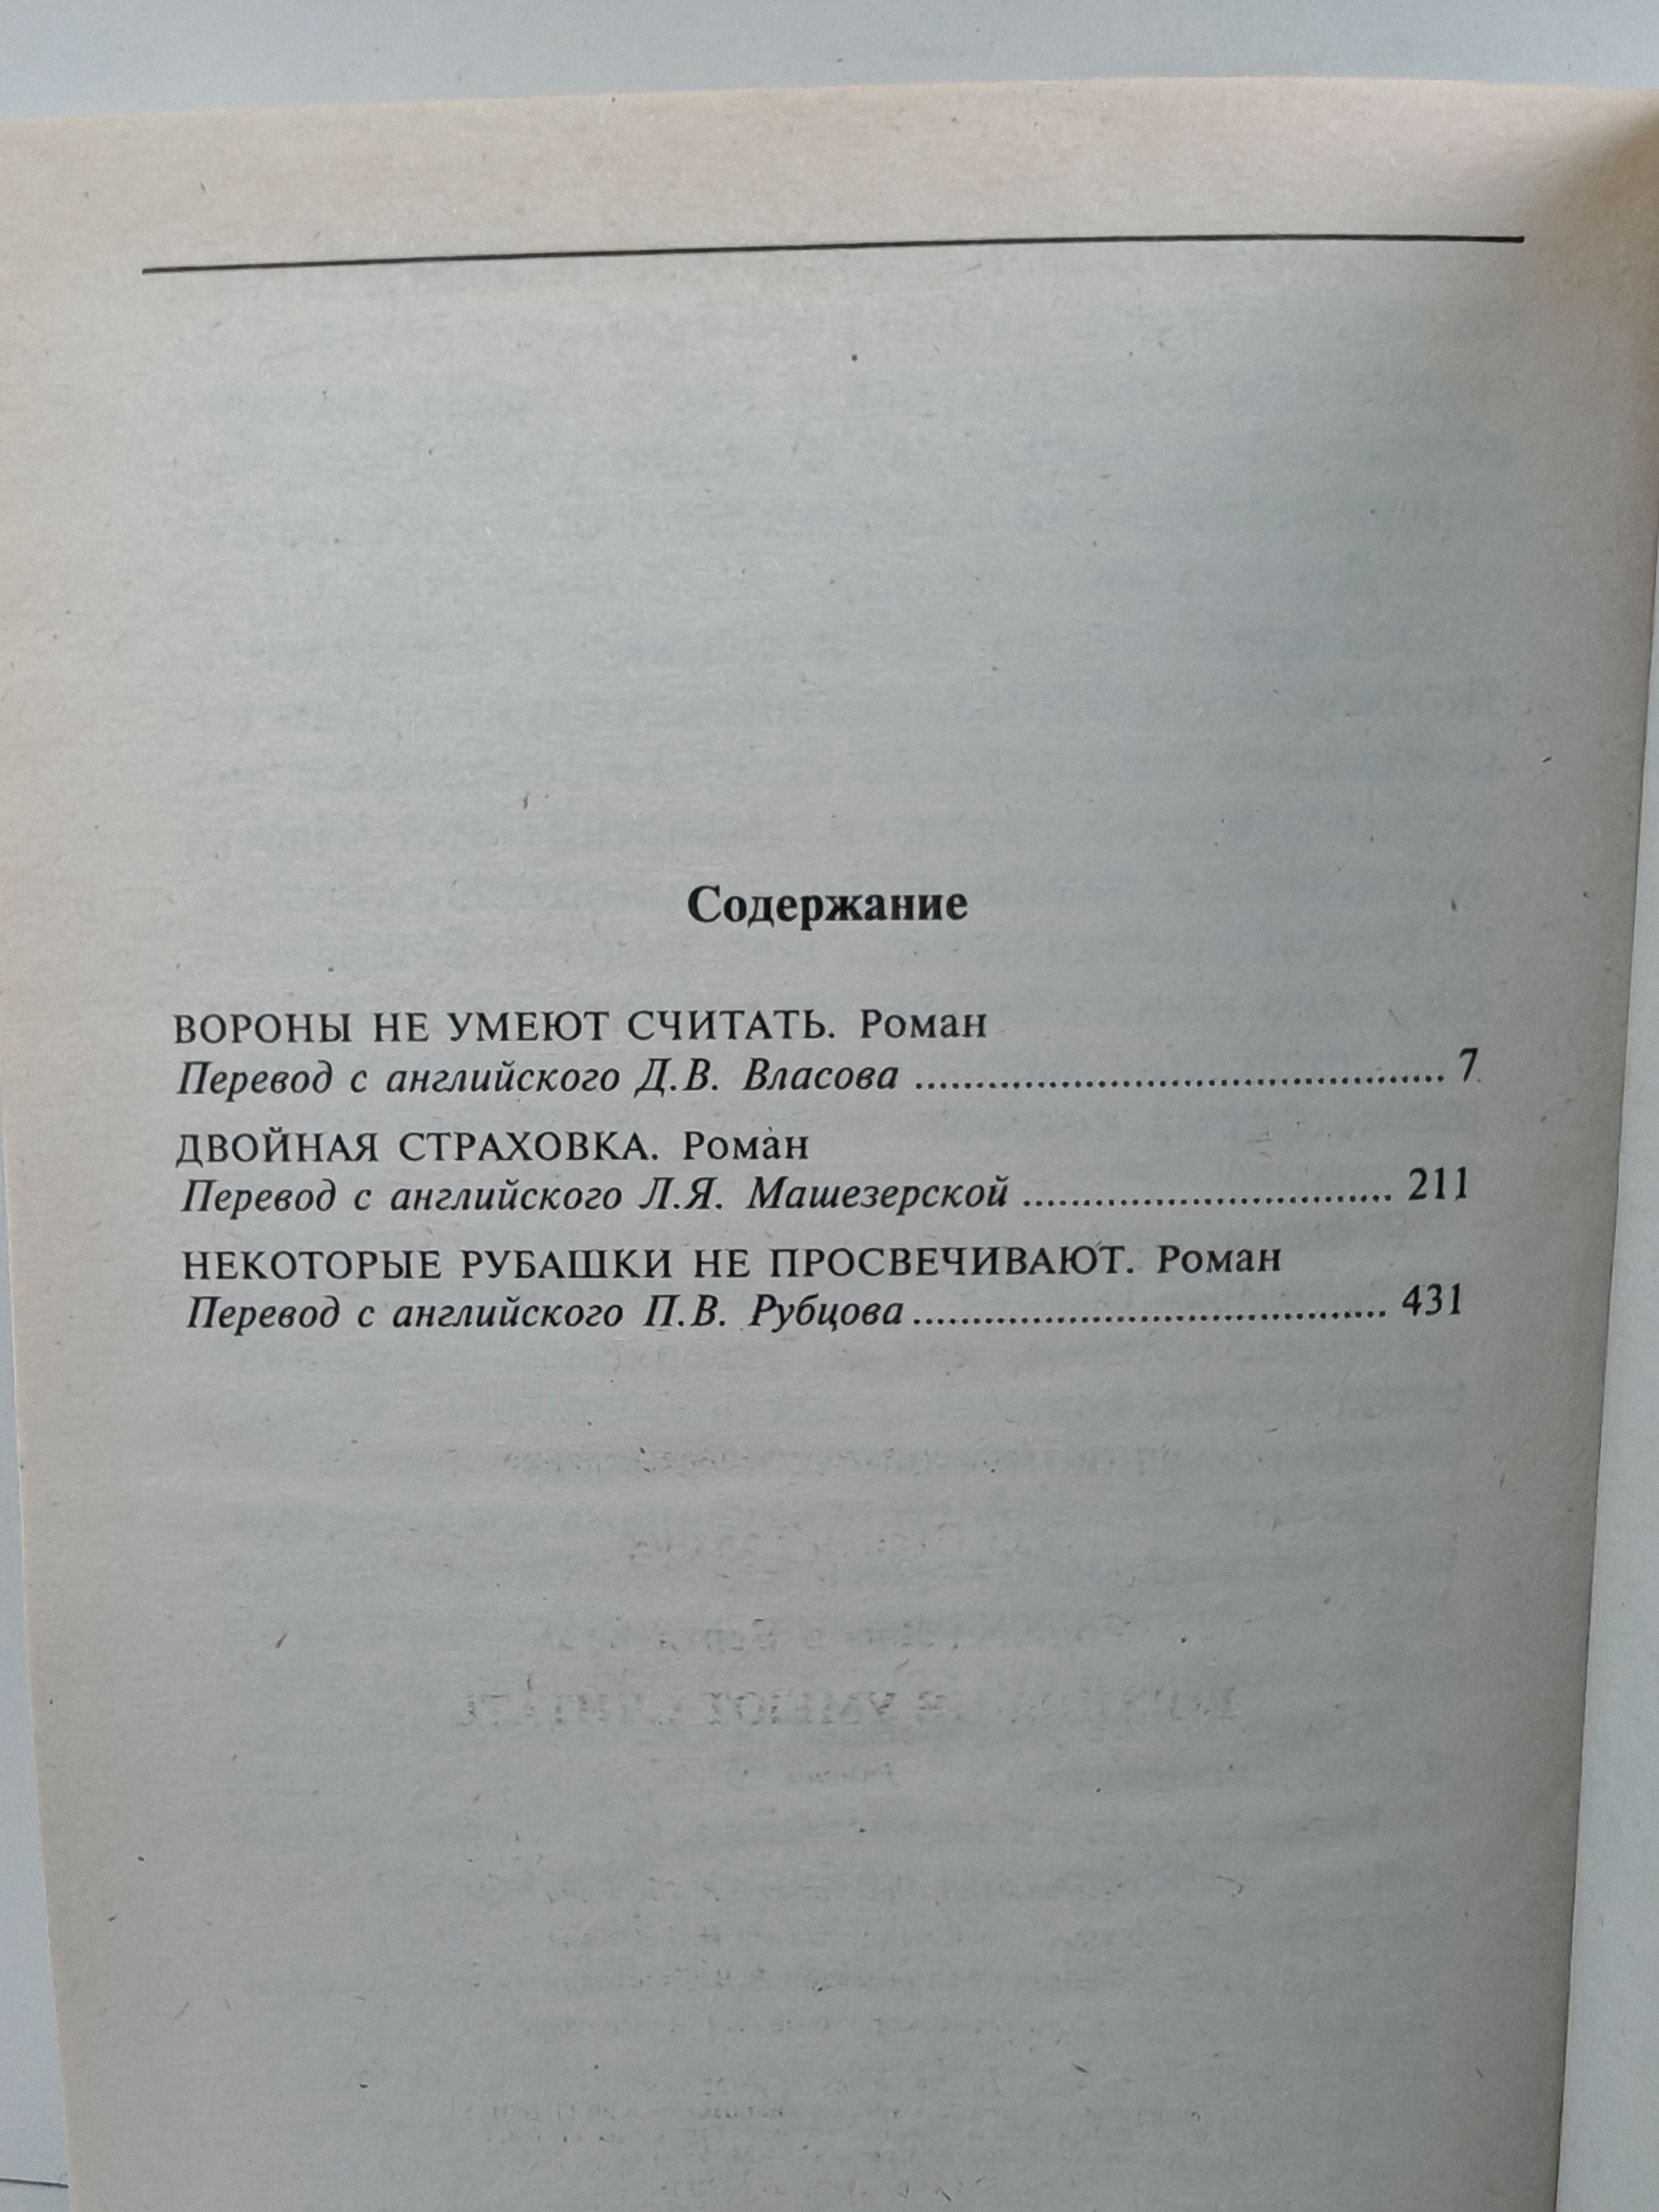 Содержание
ВОРОНЫ НЕ УМЕЮТ СЧИТАТЬ. Роман
Перевод с английского Д.В. Власова ............................................ 7
ДВОЙНАЯ СТРАХОВКА. Роман
Перевод с английского Л.Я. Машезерской ............................... 211
НЕКОТОРЫЕ РУБАШКИ НЕ ПРОСВЕЧИВАЮТ. Роман
Перевод с английского П.В. Рубцова ....................................... 431